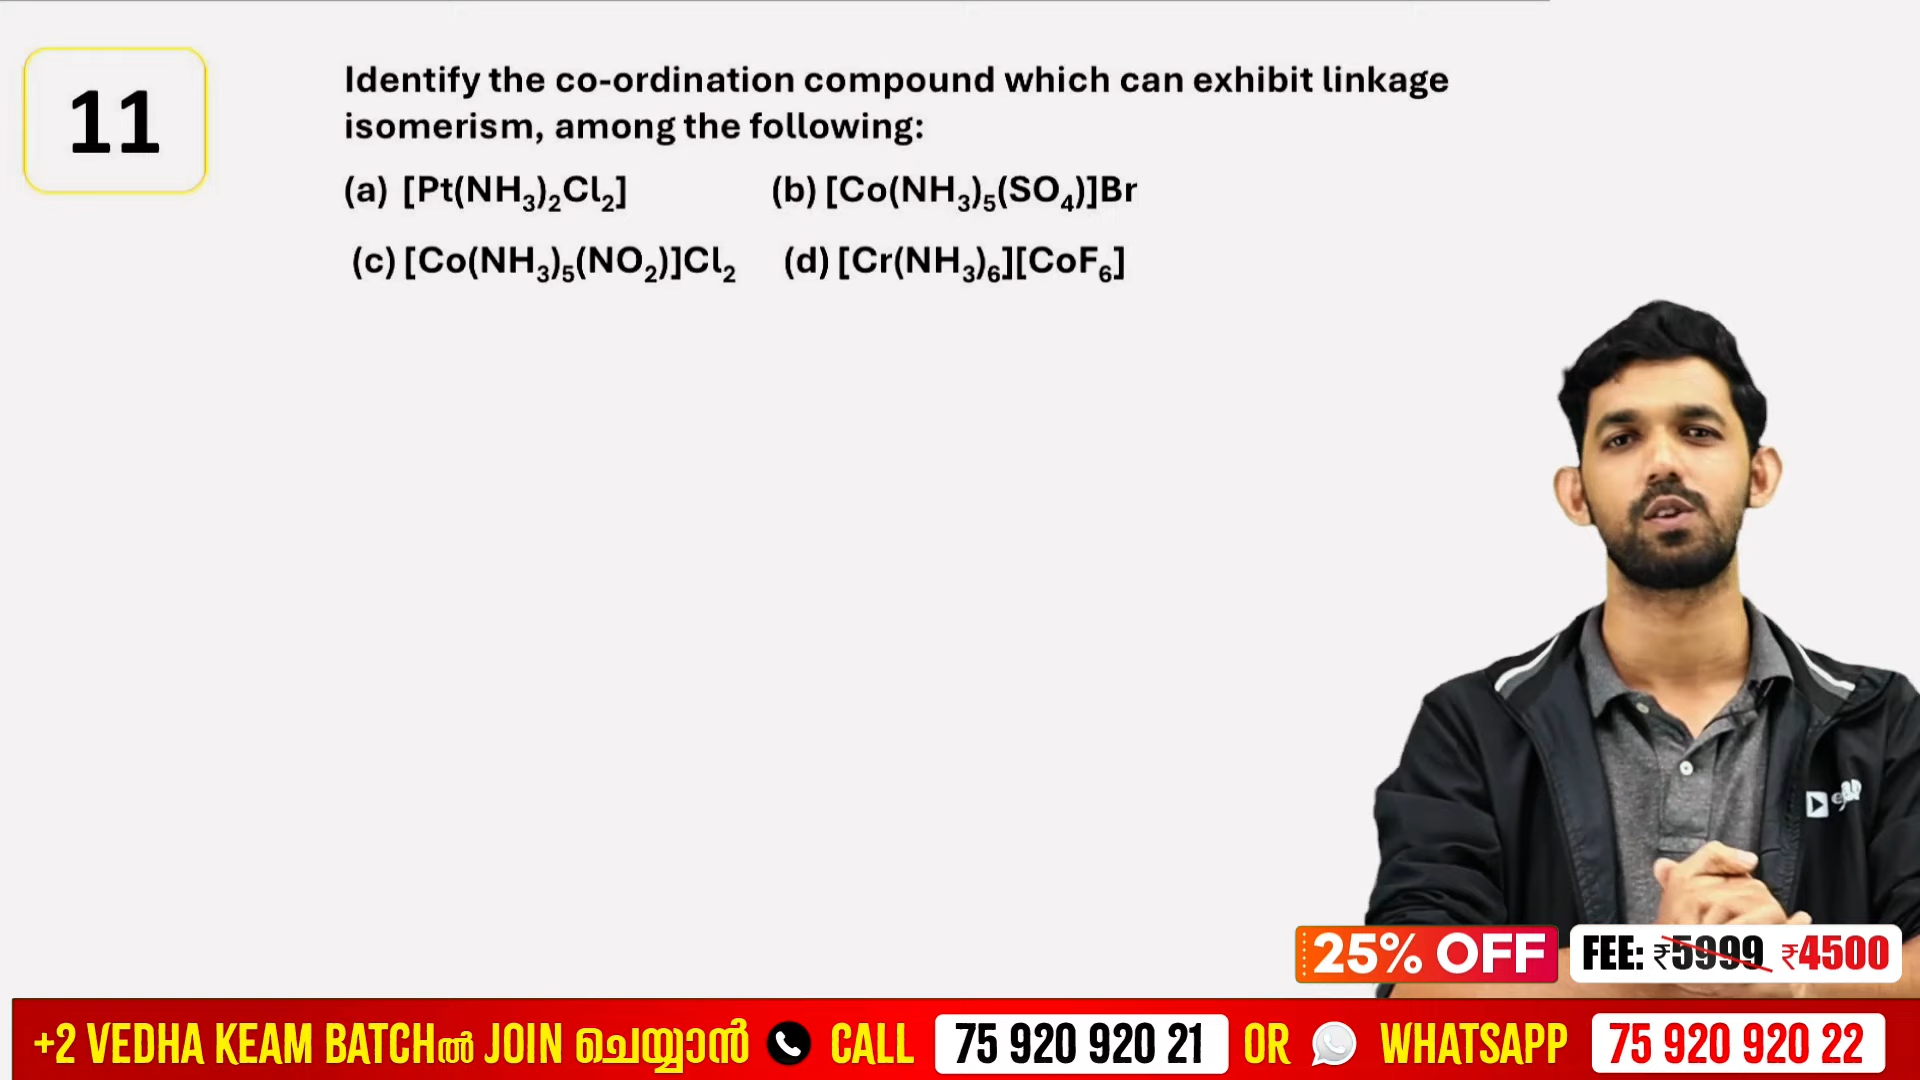 11
Identify the co-ordination compound which can exhibit linkage
isomerism, among the following:
(a) [Pt(NH₃)₂Cl₂] (b) [Co(NH₃)₅(SO₄)]Br
(c) [Co(NH₃)₅(NO₂)]Cl₂ (d) [Cr(NH₃)₆][CoF₆]
25% OFF FEE: ₹5999 ₹4500
+2 VEDHA KEAM BATCHൽ JOIN ചെയ്യാൻ CALL 75 920 920 21 OR WHATSAPP 75 920 920 22